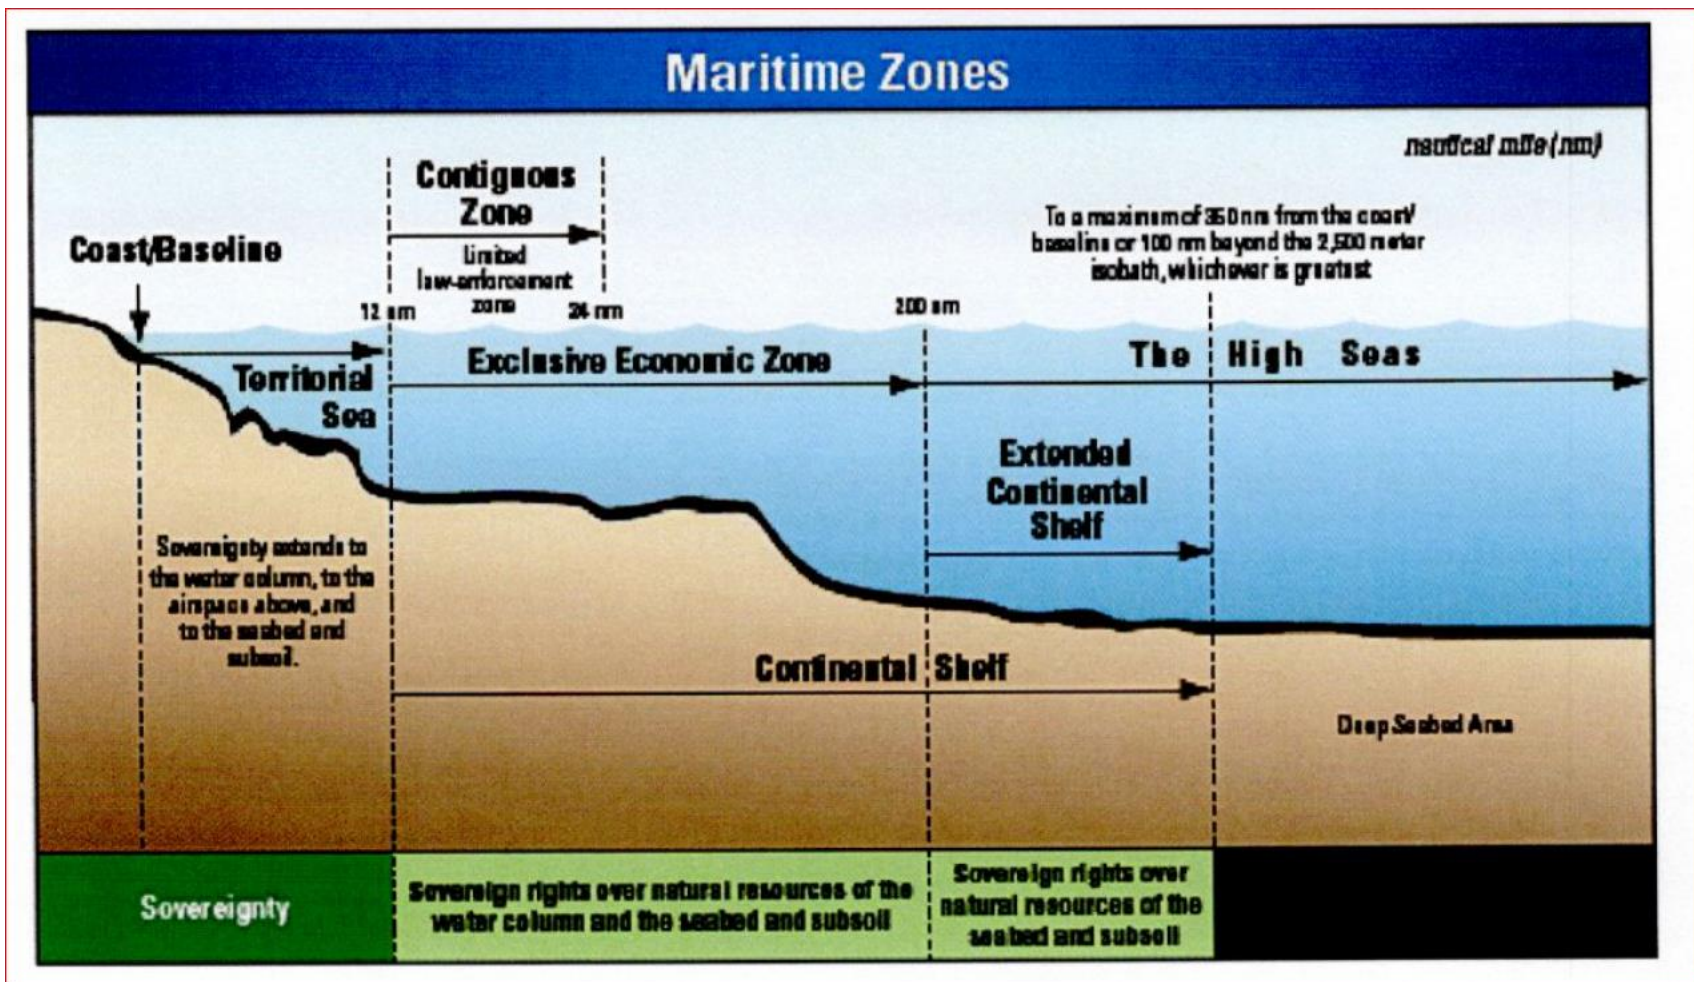 Maritime Zones
nautical mile (nm)
Contiguous
Zone
Limited
law-enforcement
zone
Coast/Baseline
12 nm
24 nm
200 nm
To a maximum of 350 nm from the coast/
baseline or 100 nm beyond the 2,500 meter
isobath, whichever is greatest
Territorial
Sea
Exclusive Economic Zone
The High Seas
Extended
Continental
Shelf
Sovereignty extends to
the water column, to the
airspace above, and
to the seabed and
subsoil.
Continental Shelf
Deep Seabed Area
Sovereignty
Sovereign rights over natural resources of the
water column and the seabed and subsoil
Sovereign rights over
natural resources of the
seabed and subsoil